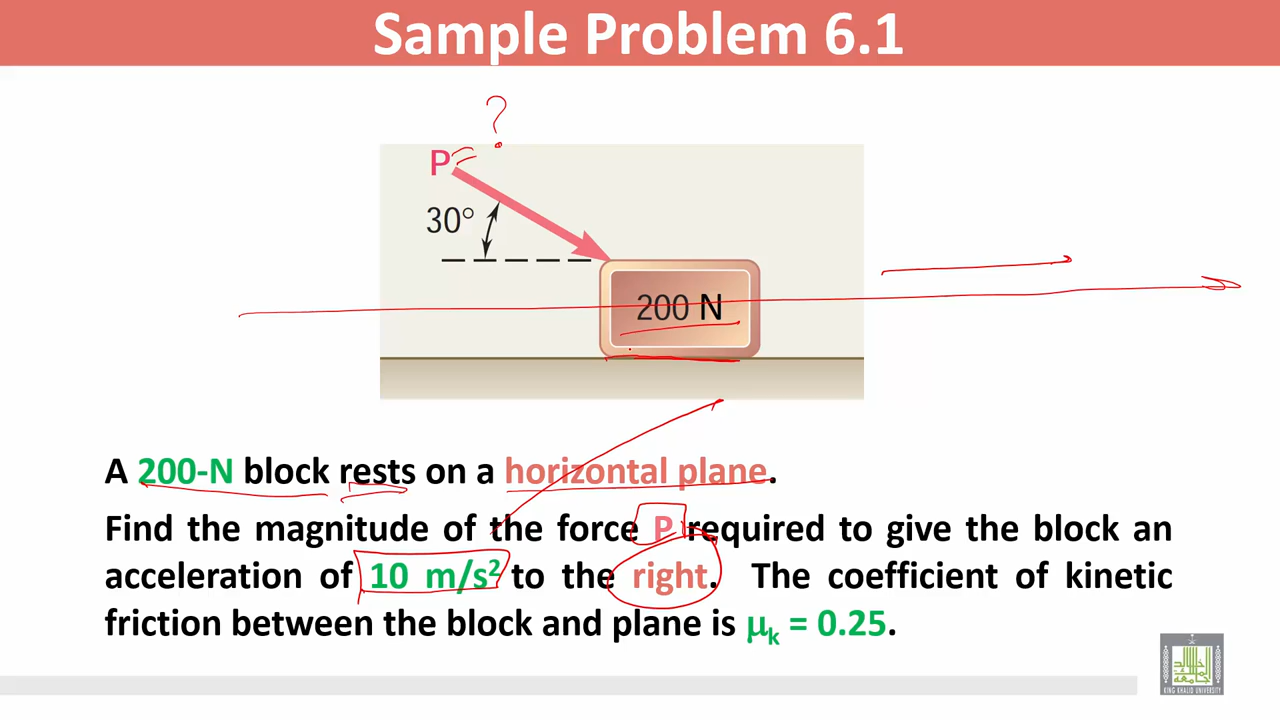 Sample Problem 6.1
?
P
30°
200 N
A 200-N block rests on a horizontal plane.
Find the magnitude of the force P required to give the block an
acceleration of 10 m/s² to the right. The coefficient of kinetic
friction between the block and plane is μₖ = 0.25.
KING KHALID UNIVERSITY